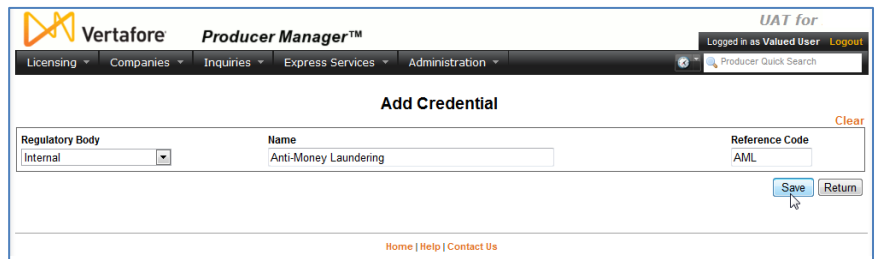 UAT for
Vertafore Producer Manager™
Logged in as Valued User Logout
Licensing Companies Inquiries Express Services Administration Producer Quick Search
Add Credential
Clear
Regulatory Body Name Reference Code
Internal Anti-Money Laundering AML
Save Return
Home | Help | Contact Us